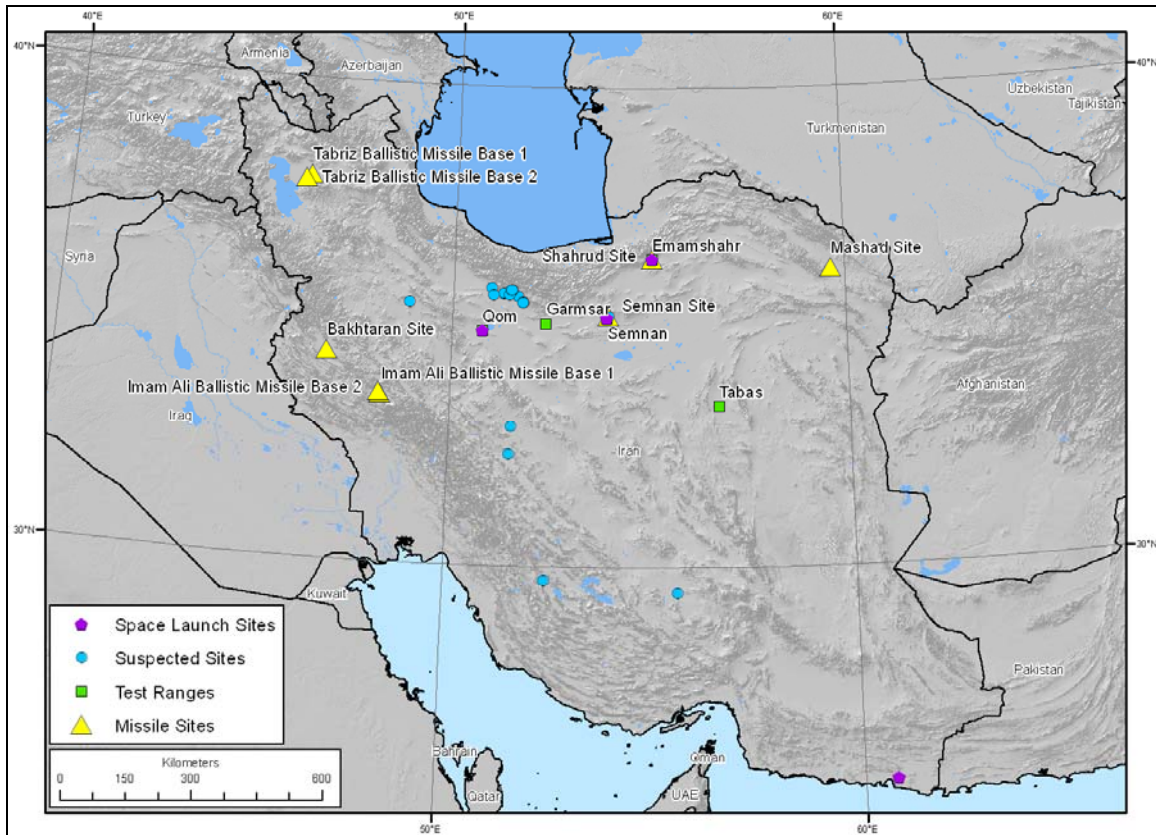 40°E
50°E
60°E
40°N
40°N
Armenia
Azerbaijan
Uzbekistan
Tajikistan
Turkey
Turkmenistan
Tabriz Ballistic Missile Base 1
Tabriz Ballistic Missile Base 2
Syria
Emamshahr
Shahrud Site
Mashad Site
Garmsar
Semnan Site
Qom
Semnan
Bakhtaran Site
Imam Ali Ballistic Missile Base 1
Imam Ali Ballistic Missile Base 2
Tabas
Afghanistan
Iraq
Iran
30°N
30°N
Kuwait
Pakistan
Space Launch Sites
Suspected Sites
Test Ranges
Missile Sites
Bahrain
Oman
Qatar
UAE
Kilometers
0 150 300 600
50°E
60°E